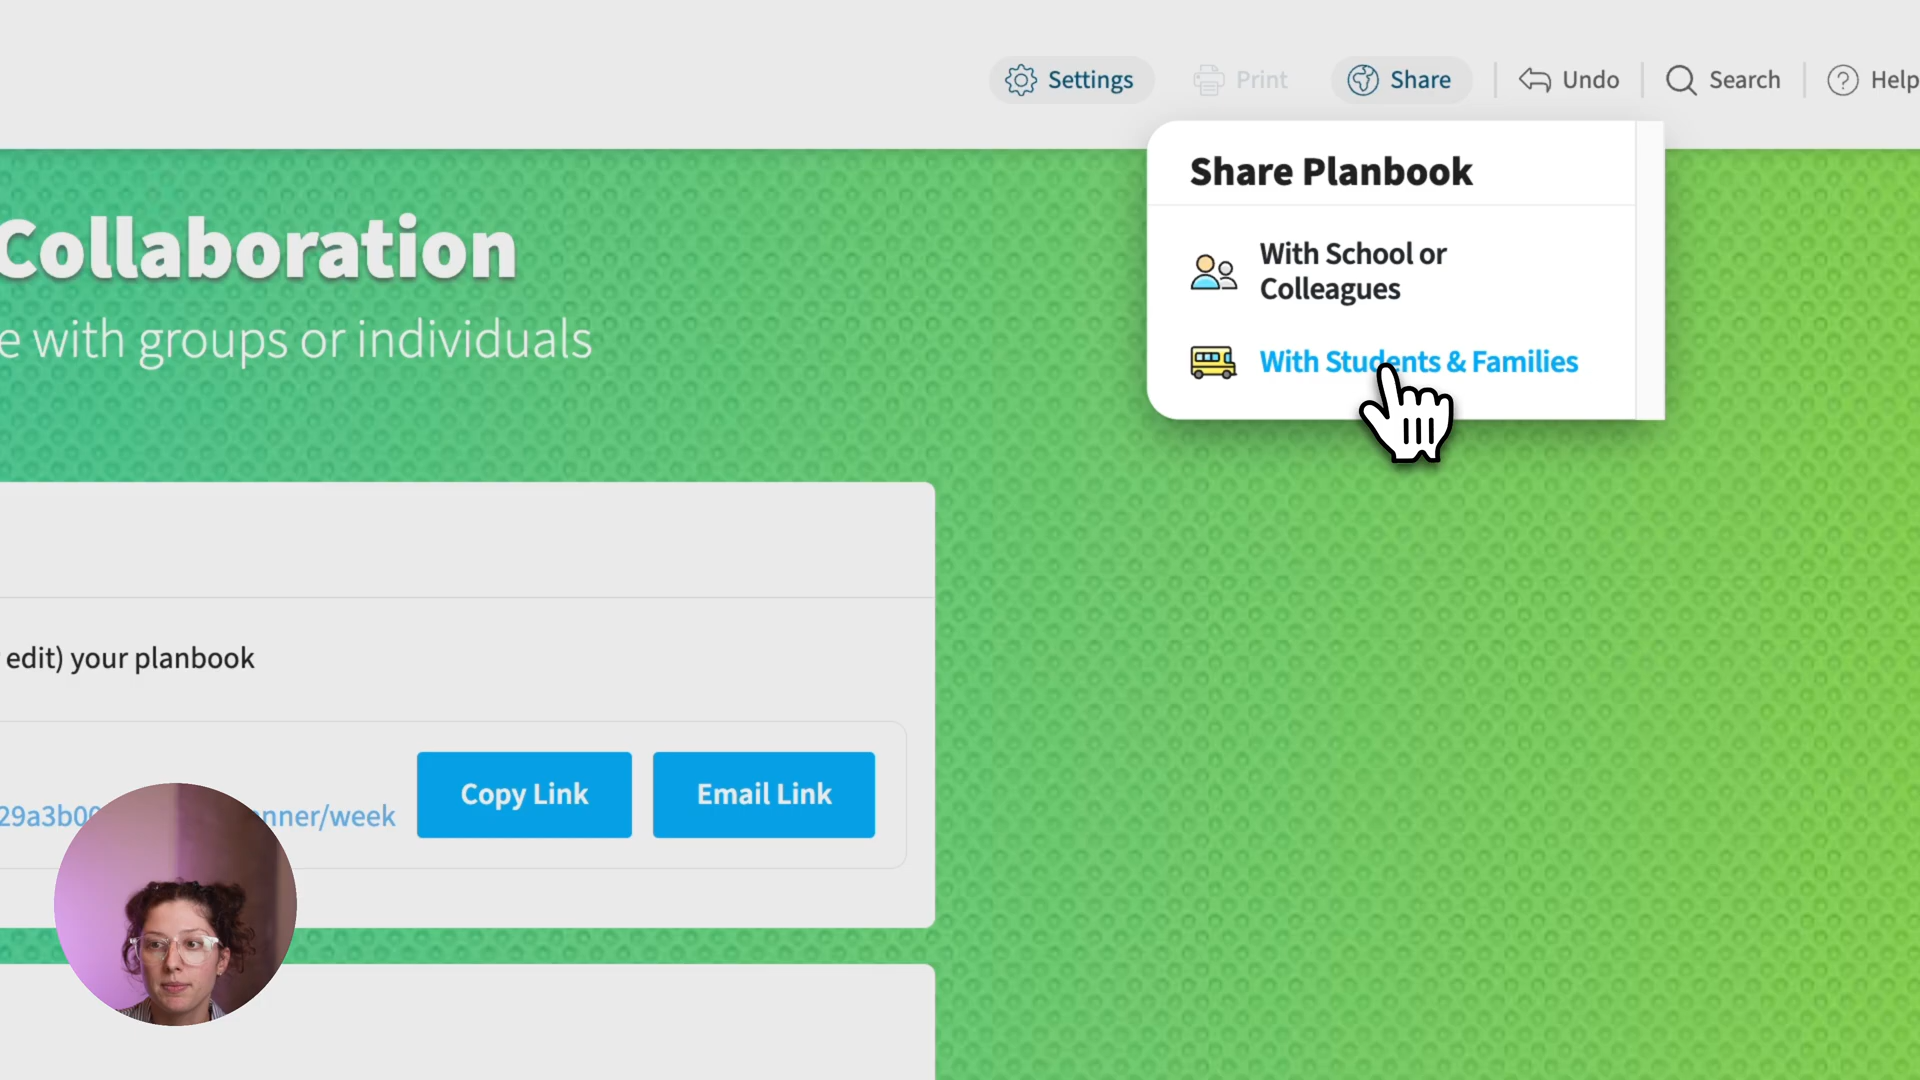 Settings
Print
Share
Undo
Search
Help
Share Planbook
With School or
Colleagues
With Students & Families
Collaboration
e with groups or individuals
edit) your planbook
29a3b00
nner/week
Copy Link
Email Link